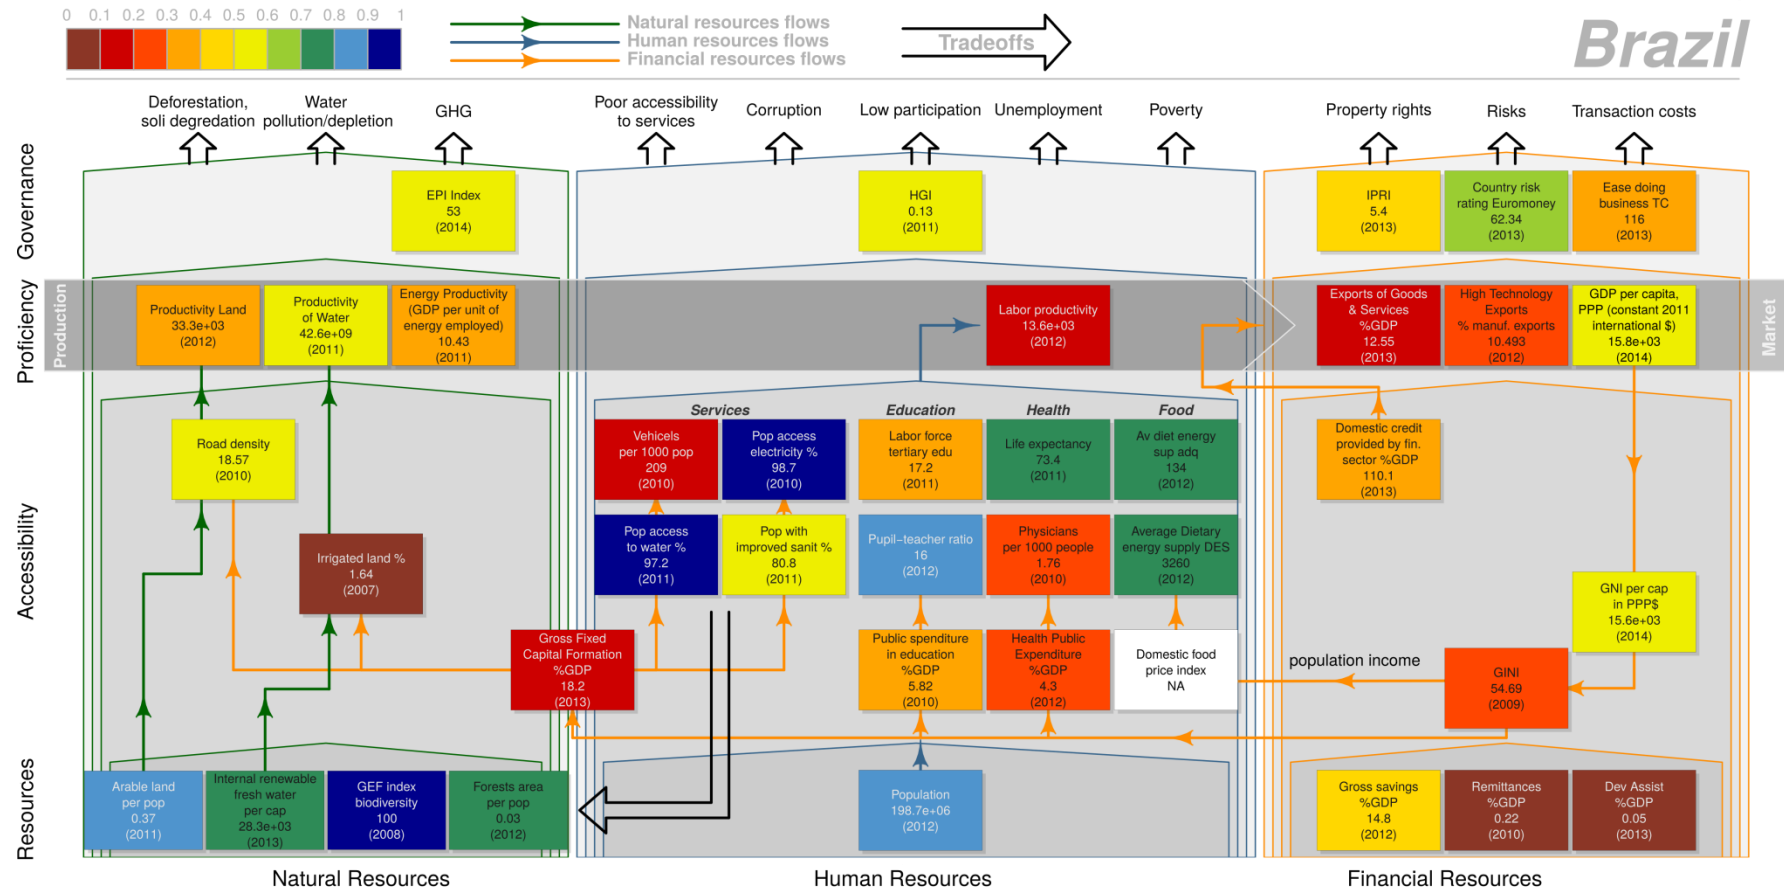 0 0.1 0.2 0.3 0.4 0.5 0.6 0.7 0.8 0.9 1
Natural resources flows
Human resources flows
Financial resources flows
Tradeoffs
Brazil
Deforestation,
soli degredation
Water
pollution/depletion
GHG
Poor accessibility
to services
Corruption
Low participation
Unemployment
Poverty
Property rights
Risks
Transaction costs
Governance
EPI Index
53
(2014)
HGI
0.13
(2011)
IPRI
5.4
(2013)
Country risk
rating Euromoney
62.34
(2013)
Ease doing
business TC
116
(2013)
Proficiency
Production
Productivity Land
33.3e+03
(2012)
Productivity
of Water
42.6e+09
(2011)
Energy Productivity
(GDP per unit of
energy employed)
10.43
(2011)
Labor productivity
13.6e+03
(2012)
Exports of Goods
& Services
%GDP
12.55
(2013)
High Technology
Exports
% manuf. exports
10.493
(2012)
GDP per capita,
PPP (constant 2011
international $)
15.8e+03
(2014)
Market
Accessibility
Services
Education
Health
Food
Road density
18.57
(2010)
Vehicels
per 1000 pop
209
(2010)
Pop access
electricity %
98.7
(2010)
Labor force
tertiary edu
17.2
(2011)
Life expectancy
73.4
(2011)
Av diet energy
sup adq
134
(2012)
Domestic credit
provided by fin.
sector %GDP
110.1
(2013)
Irrigated land %
1.64
(2007)
Pop access
to water %
97.2
(2011)
Pop with
improved sanit %
80.8
(2011)
Pupil−teacher ratio
16
(2012)
Physicians
per 1000 people
1.76
(2010)
Average Dietary
energy supply DES
3260
(2012)
GNI per cap
in PPP$
15.6e+03
(2014)
Gross Fixed
Capital Formation
%GDP
18.2
(2013)
Public spenditure
in education
%GDP
5.82
(2010)
Health Public
Expenditure
%GDP
4.3
(2012)
Domestic food
price index
NA
population income
GINI
54.69
(2009)
Resources
Arable land
per pop
0.37
(2011)
Internal renewable
fresh water
per cap
28.3e+03
(2013)
GEF index
biodiversity
100
(2008)
Forests area
per pop
0.03
(2012)
Population
198.7e+06
(2012)
Gross savings
%GDP
14.8
(2012)
Remittances
%GDP
0.22
(2010)
Dev Assist
%GDP
0.05
(2013)
Natural Resources
Human Resources
Financial Resources